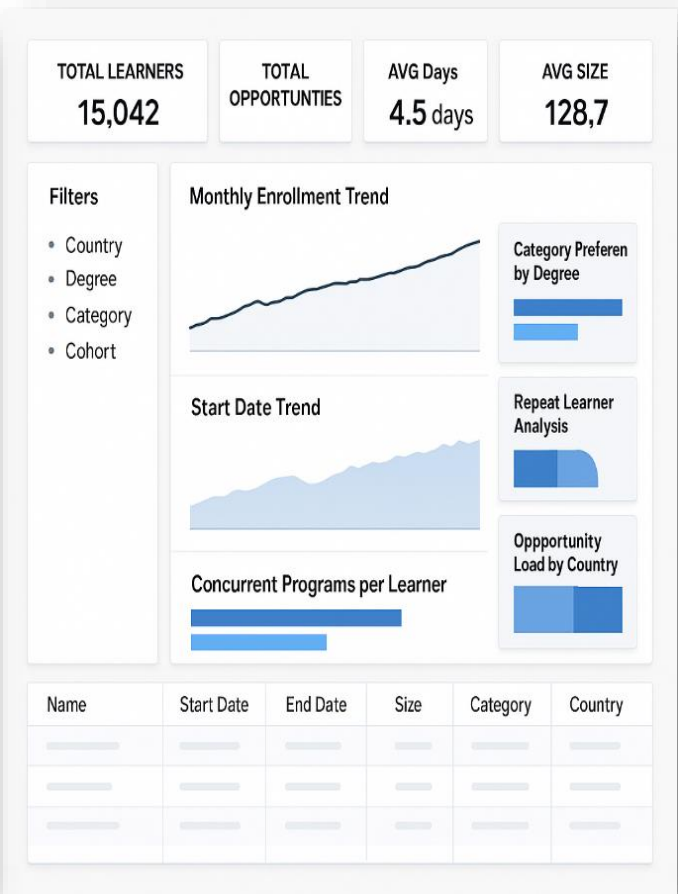 TOTAL LEARNERS
15,042
TOTAL
OPPORTUNTIES
AVG Days
4.5 days
AVG SIZE
128,7
Filters
• Country
• Degree
• Category
• Cohort
Monthly Enrollment Trend
Start Date Trend
Concurrent Programs per Learner
Category Preferen
by Degree
Repeat Learner
Analysis
Oppportunity
Load by Country
Name Start Date End Date Size Category Country